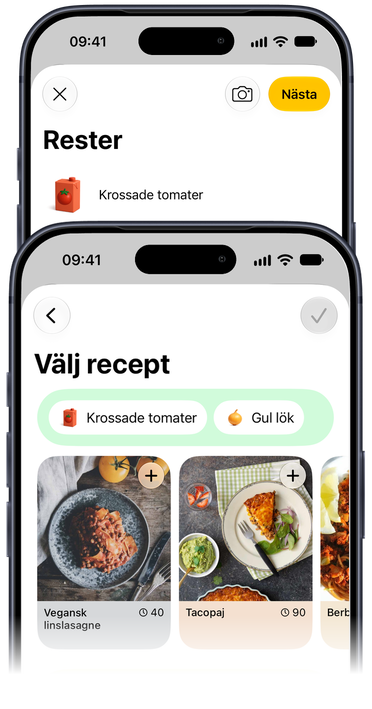 09:41
Nästa
Rester
Krossade tomater
09:41
Välj recept
Krossade tomater
Gul lök
Vegansk 40
linslasagne
Tacopaj 90
Berb